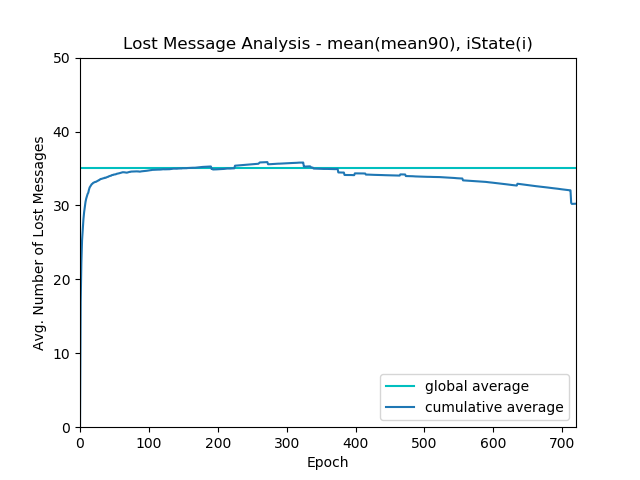 Lost Message Analysis - mean(mean90), iState(i)
Avg. Number of Lost Messages
50
40
30
20
10
0
0 100 200 300 400 500 600 700
Epoch
global average
cumulative average